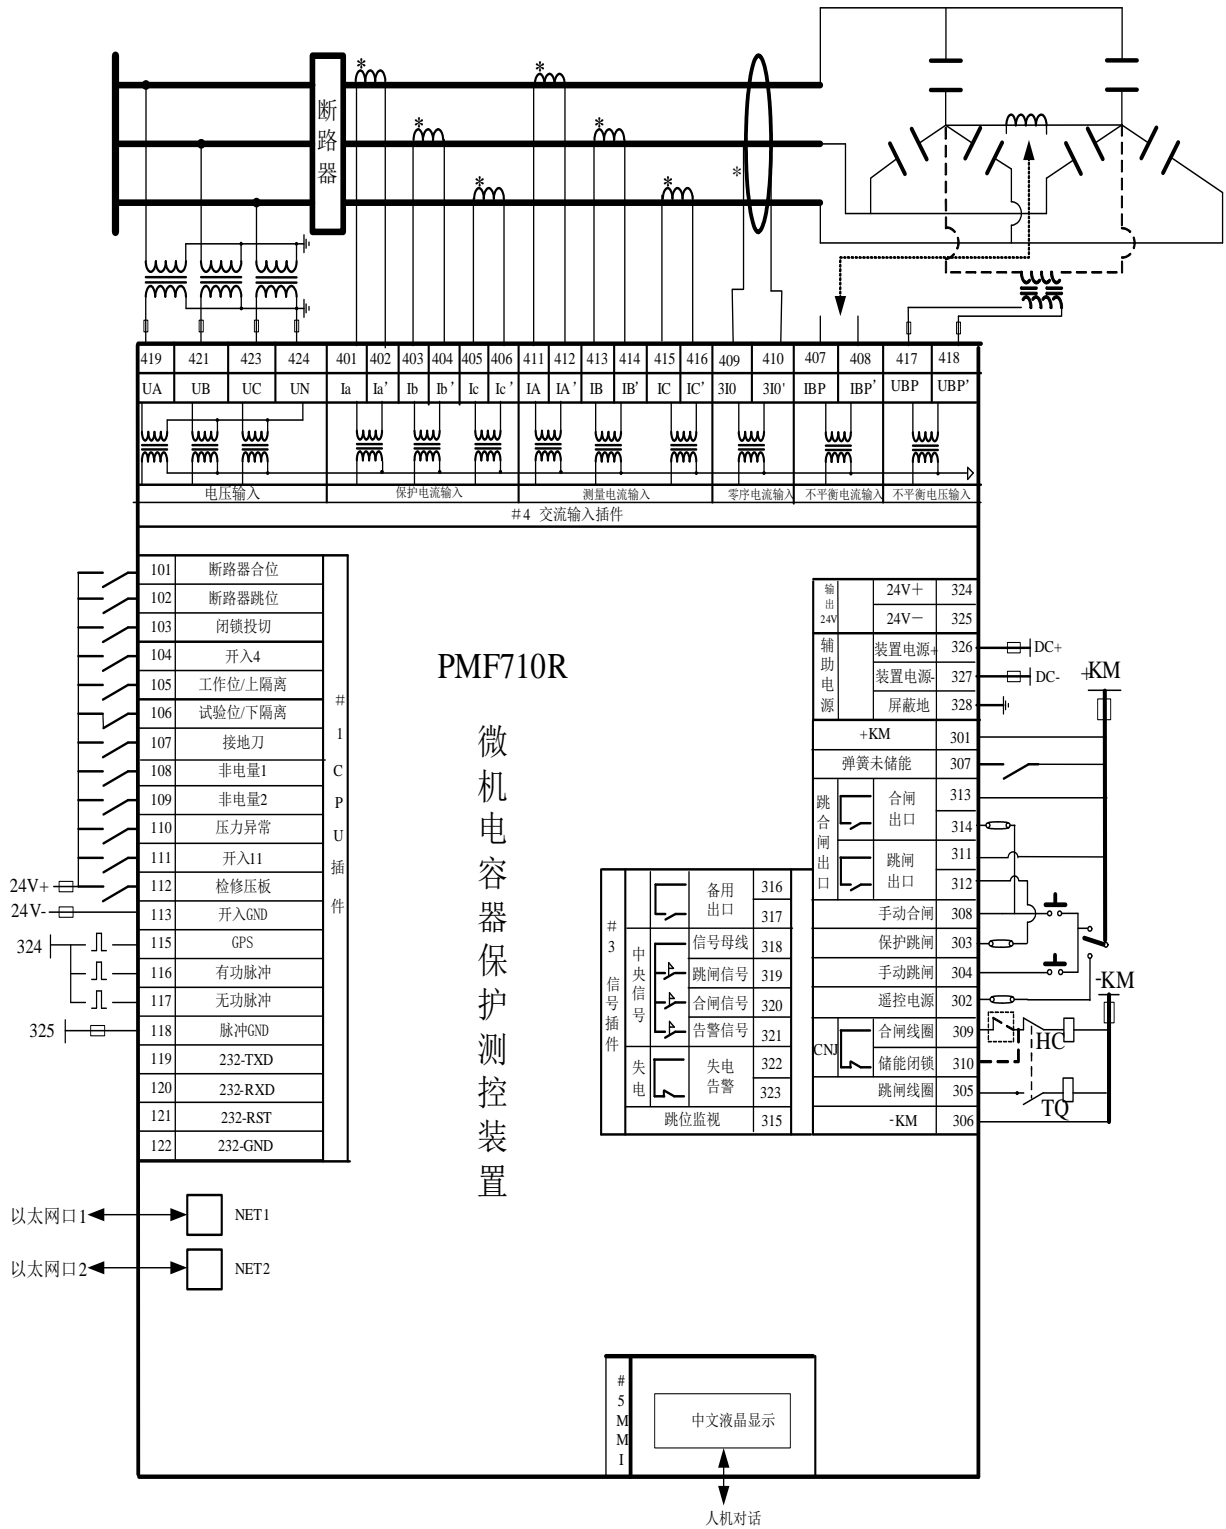 断路器
*
*
*
*
*
*
*
419 421 423 424 401 402 403 404 405 406 411 412 413 414 415 416 409 410 407 408 417 418
UA UB UC UN Ia Ia' Ib Ib' Ic Ic' IA IA' IB IB' IC IC' 3I0 3I0' IBP IBP' UBP UBP'
电压输入 保护电流输入 测量电流输入 零序电流输入 不平衡电流输入 不平衡电压输入
#4 交流输入插件
101 断路器合位
102 断路器跳位
103 闭锁投切
104 开入4
105 工作位/上隔离
106 试验位/下隔离
107 接地刀
108 非电量1
109 非电量2
110 压力异常
111 开入11
24V+ 112 检修压板
24V- 113 开入GND
324 115 GPS
116 有功脉冲
117 无功脉冲
325 118 脉冲GND
119 232-TXD
120 232-RXD
121 232-RST
122 232-GND
#1CPU插件
PMF710R
微机电容器保护测控装置
输出24V 24V+ 324
24V- 325
辅助电源 装置电源+ 326 DC+
装置电源- 327 DC-
屏蔽地 328
+KM
+KM 301
弹簧未储能 307
跳合闸出口
合闸出口 313
314
跳闸出口 311
312
手动合闸 308
保护跳闸 303
手动跳闸 304
-KM
遥控电源 302
CNJ 合闸线圈 309 HC
储能闭锁 310
跳闸线圈 305 TQ
-KM 306
#3信号插件
备用出口 316
317
中央信号 信号母线 318
跳闸信号 319
合闸信号 320
告警信号 321
失电 失电告警 322
323
跳位监视 315
以太网口1 NET1
以太网口2 NET2
#5MMI
中文液晶显示
人机对话